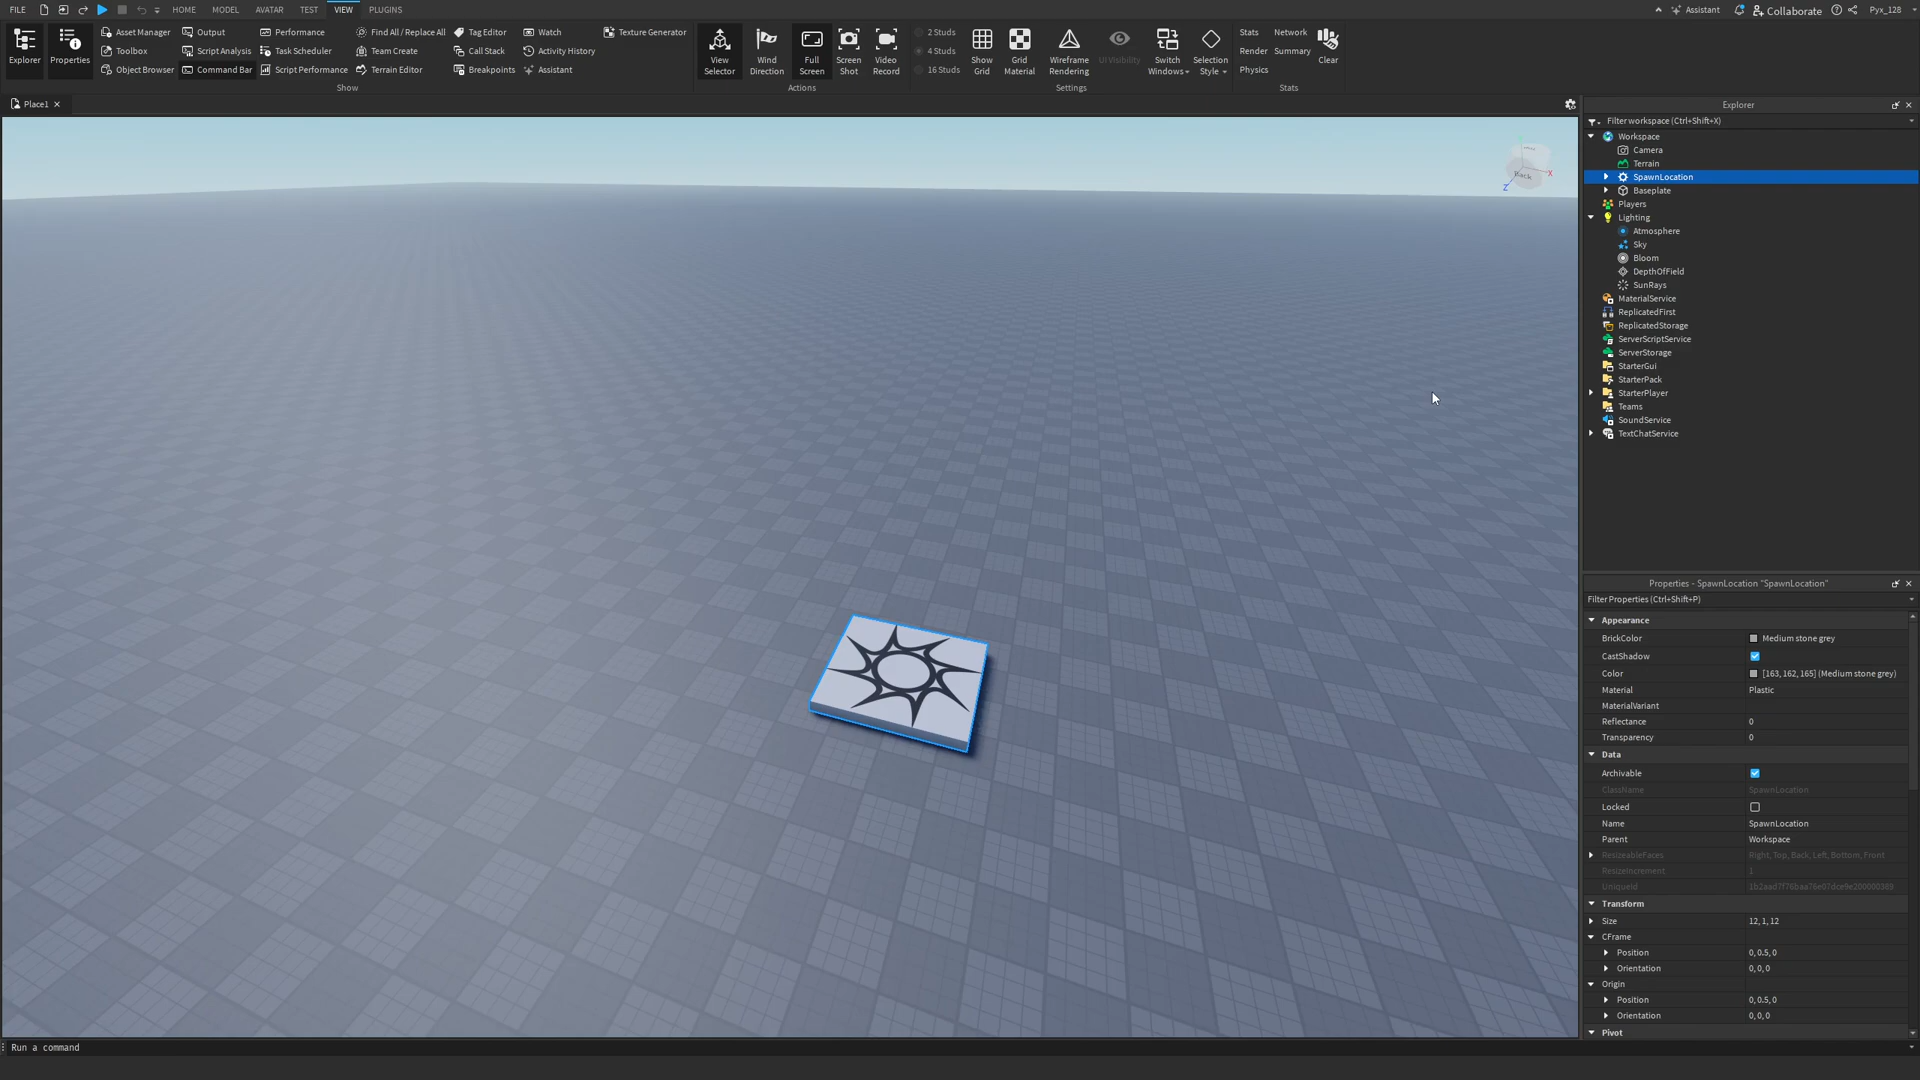 FILE HOME MODEL AVATAR TEST VIEW PLUGINS Assistant Collaborate Pyx_128
Asset Manager Output Performance Find All / Replace All Tag Editor Watch Texture Generator 2 Studs Stats Network
Toolbox Script Analysis Task Scheduler Team Create Call Stack Activity History 4 Studs Render Summary
Object Browser Command Bar Script Performance Terrain Editor Breakpoints Assistant 16 Studs Physics
Explorer Properties View Selector Wind Direction Full Screen Screen Shot Video Record Show Grid Grid Material Wireframe Rendering UI Visibility Switch Windows Selection Style Clear
Show Actions Settings Stats
Place1
Back
X
Z
Explorer
Filter workspace (Ctrl+Shift+X)
Workspace
Camera
Terrain
SpawnLocation
Baseplate
Players
Lighting
Atmosphere
Sky
Bloom
DepthOfField
SunRays
MaterialService
ReplicatedFirst
ReplicatedStorage
ServerScriptService
ServerStorage
StarterGui
StarterPack
StarterPlayer
Teams
SoundService
TextChatService
Properties - SpawnLocation "SpawnLocation"
Filter Properties (Ctrl+Shift+P)
Appearance
BrickColor Medium stone grey
CastShadow
Color [163, 162, 165] (Medium stone grey)
Material Plastic
MaterialVariant
Reflectance 0
Transparency 0
Data
Archivable
ClassName SpawnLocation
Locked
Name SpawnLocation
Parent Workspace
ResizeableFaces Right, Top, Back, Left, Bottom, Front
ResizeIncrement 1
UniqueId
Transform
Size 12, 1, 12
CFrame
Position 0, 0.5, 0
Orientation 0, 0, 0
Origin
Position 0, 0.5, 0
Orientation 0, 0, 0
Pivot
Run a command